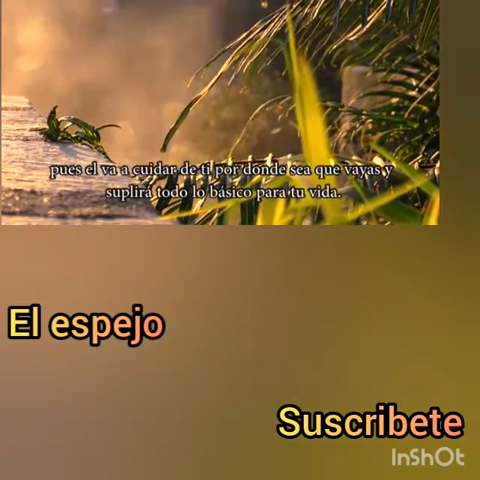 pues el va a cuidar de ti por donde sea que vayas y
suplirá todo lo básico para tu vida.
El espejo
Suscribete
InShOt